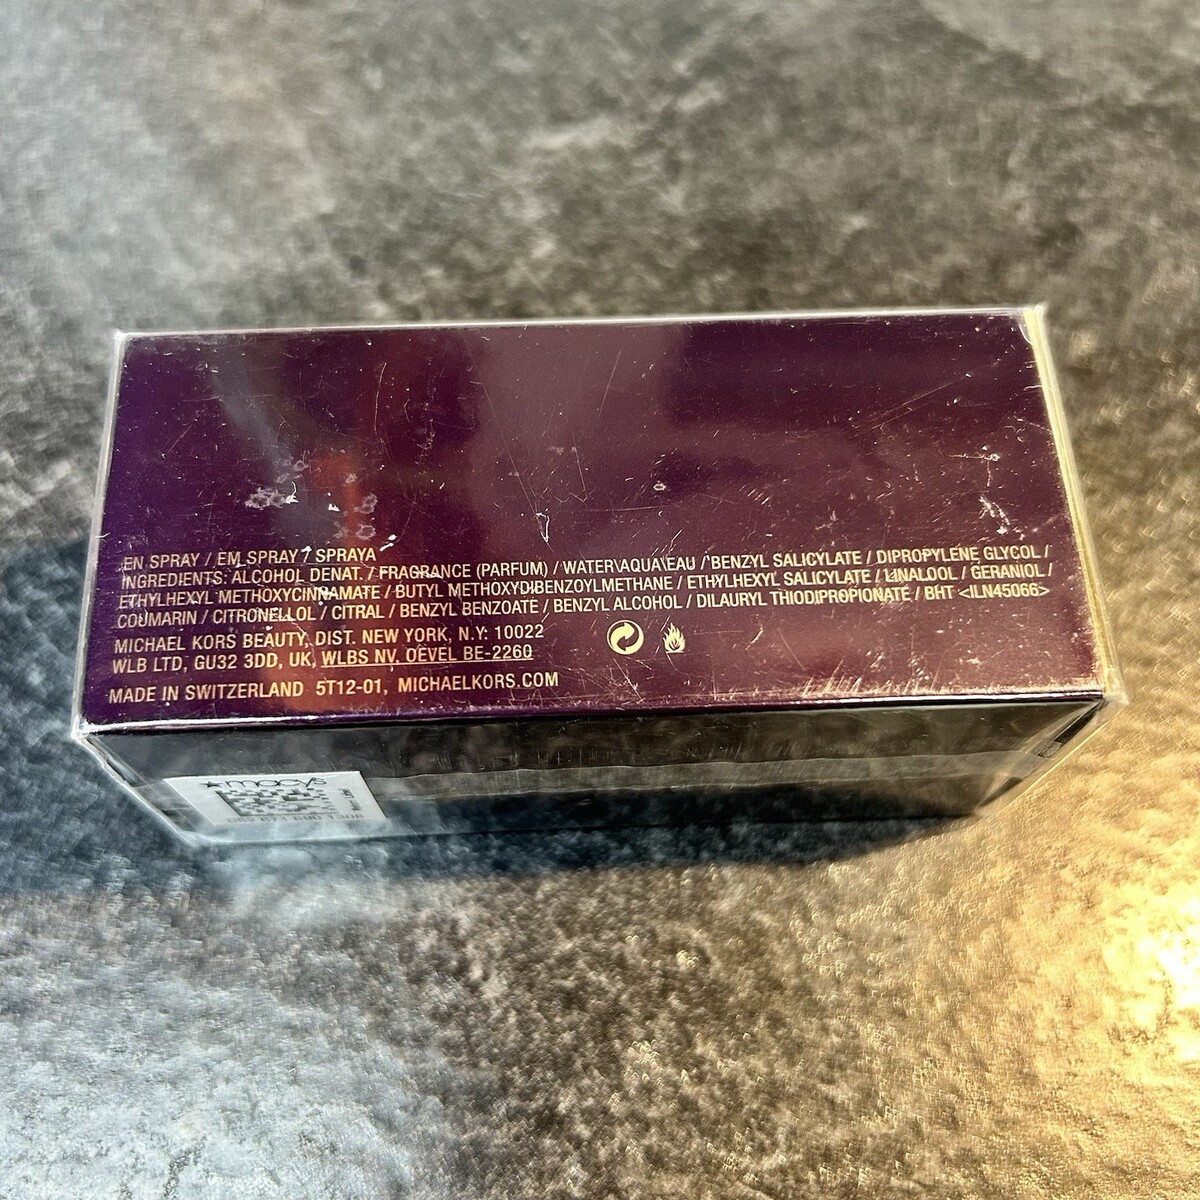 EN SPRAY / EM SPRAY / SPRAYA
INGREDIENTS: ALCOHOL DENAT. / FRAGRANCE (PARFUM) / WATER\AQUA\EAU / BENZYL SALICYLATE / DIPROPYLENE GLYCOL /
ETHYLHEXYL METHOXYCINNAMATE / BUTYL METHOXYDIBENZOYLMETHANE / ETHYLHEXYL SALICYLATE / LINALOOL / GERANIOL /
COUMARIN / CITRONELLOL / CITRAL / BENZYL BENZOATE / BENZYL ALCOHOL / DILAURYL THIODIPROPIONATE / BHT <ILN45066>
MICHAEL KORS BEAUTY, DIST. NEW YORK, N.Y. 10022
WLB LTD, GU32 3DD, UK, WLBS NV, OEVEL BE-2260
MADE IN SWITZERLAND 5T12-01, MICHAELKORS.COM
★macys